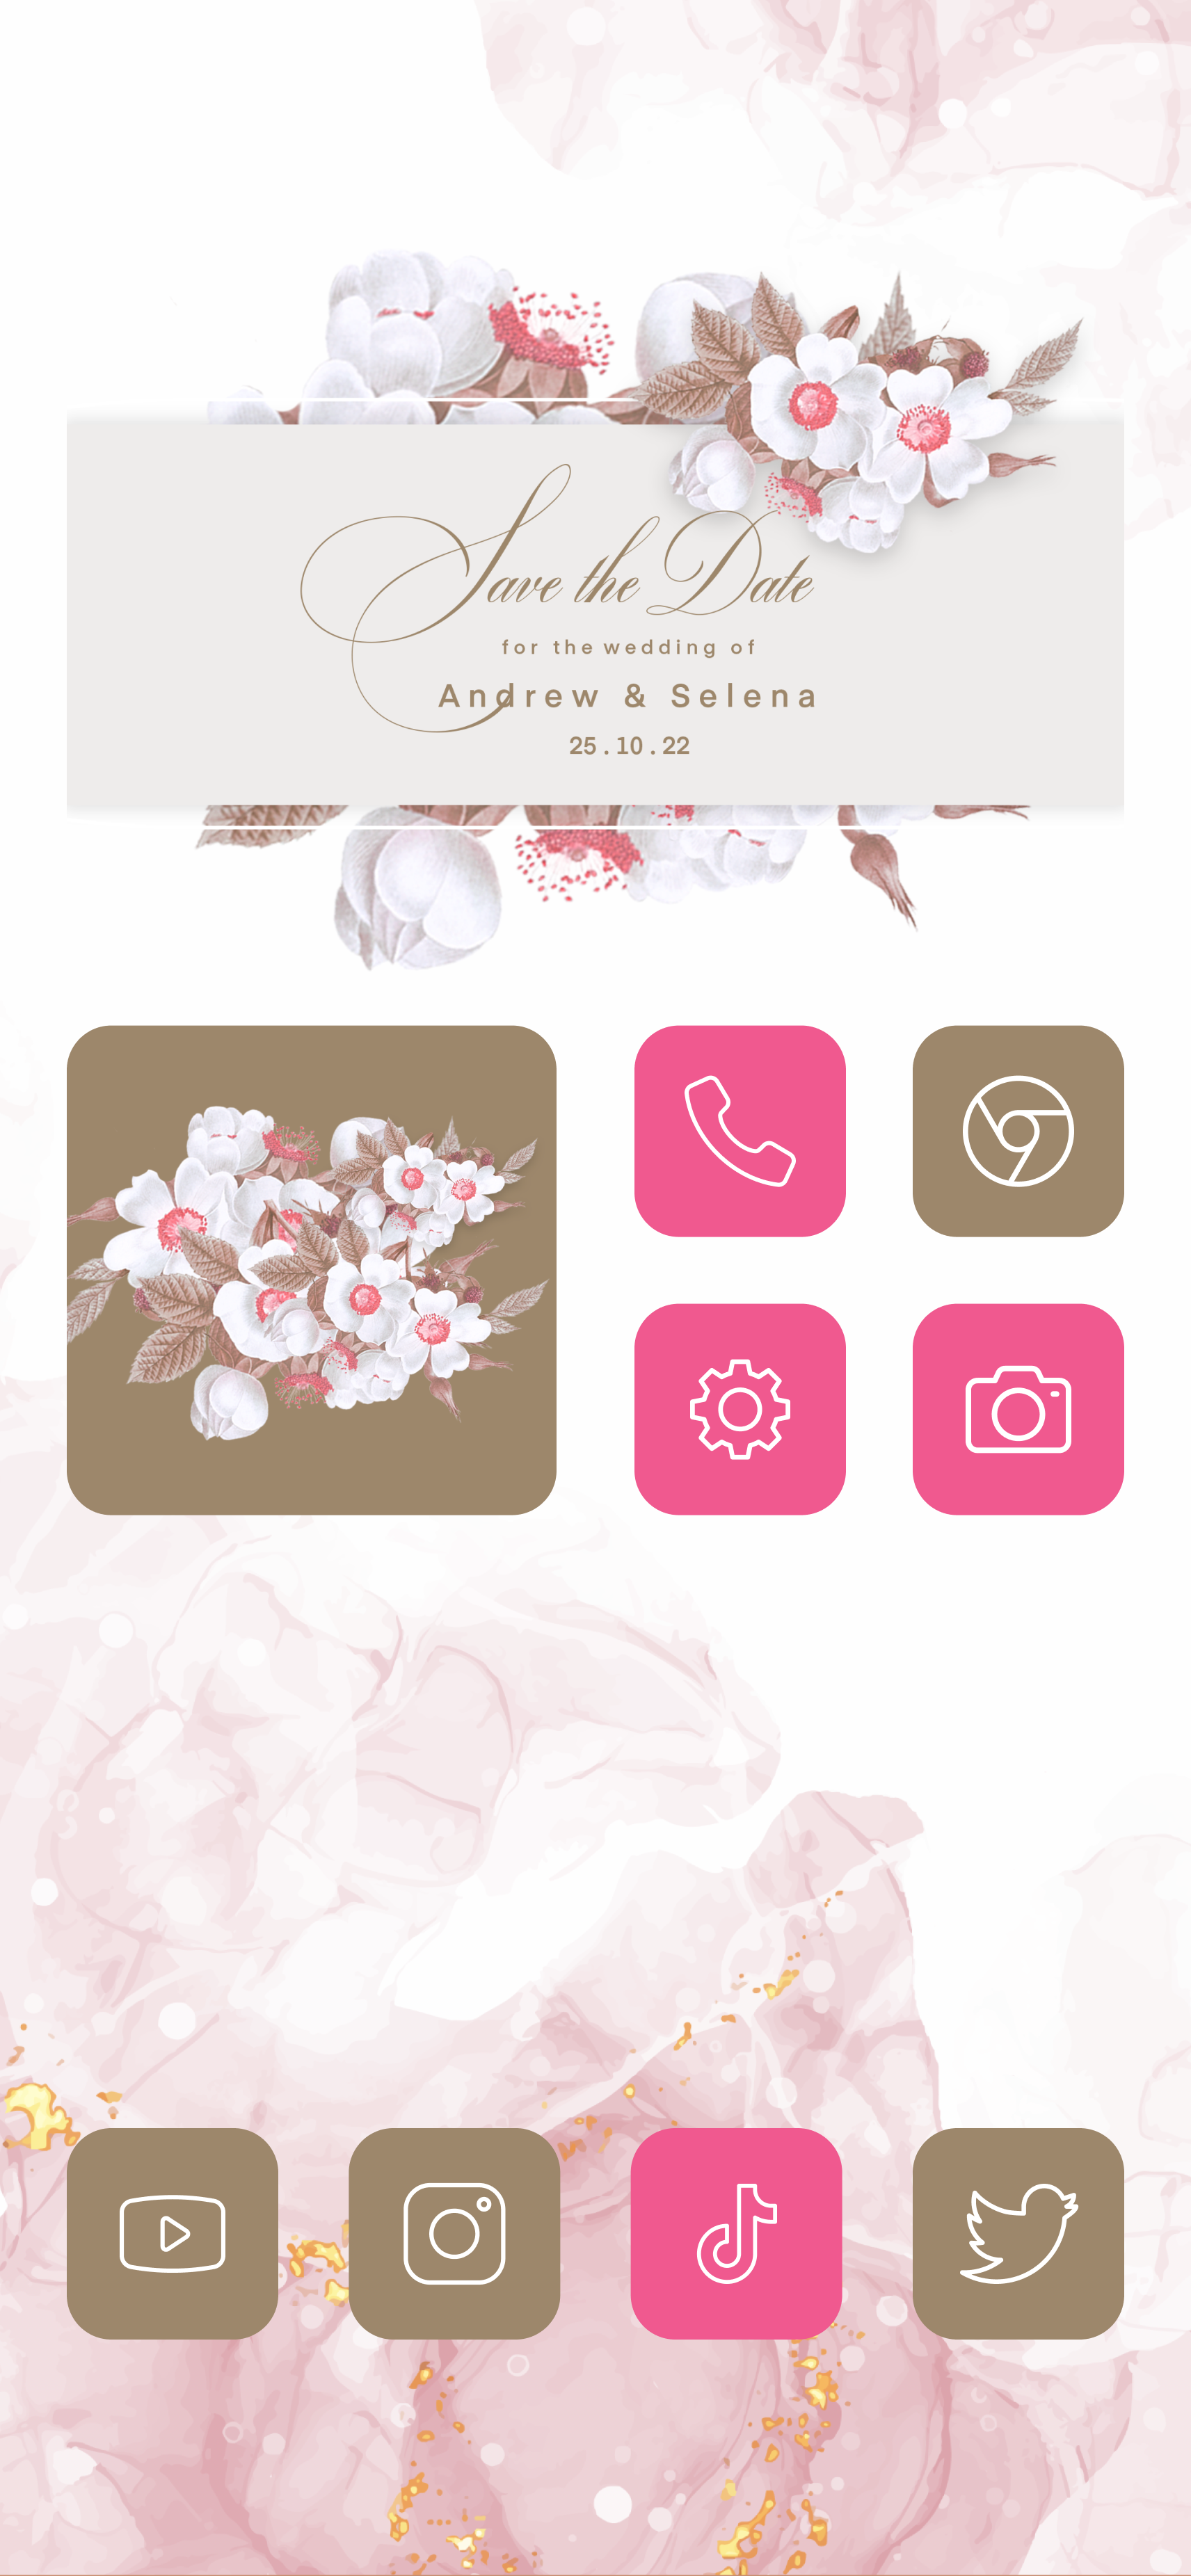 Save the Date
for the wedding of
Andrew & Selena
25.10.22